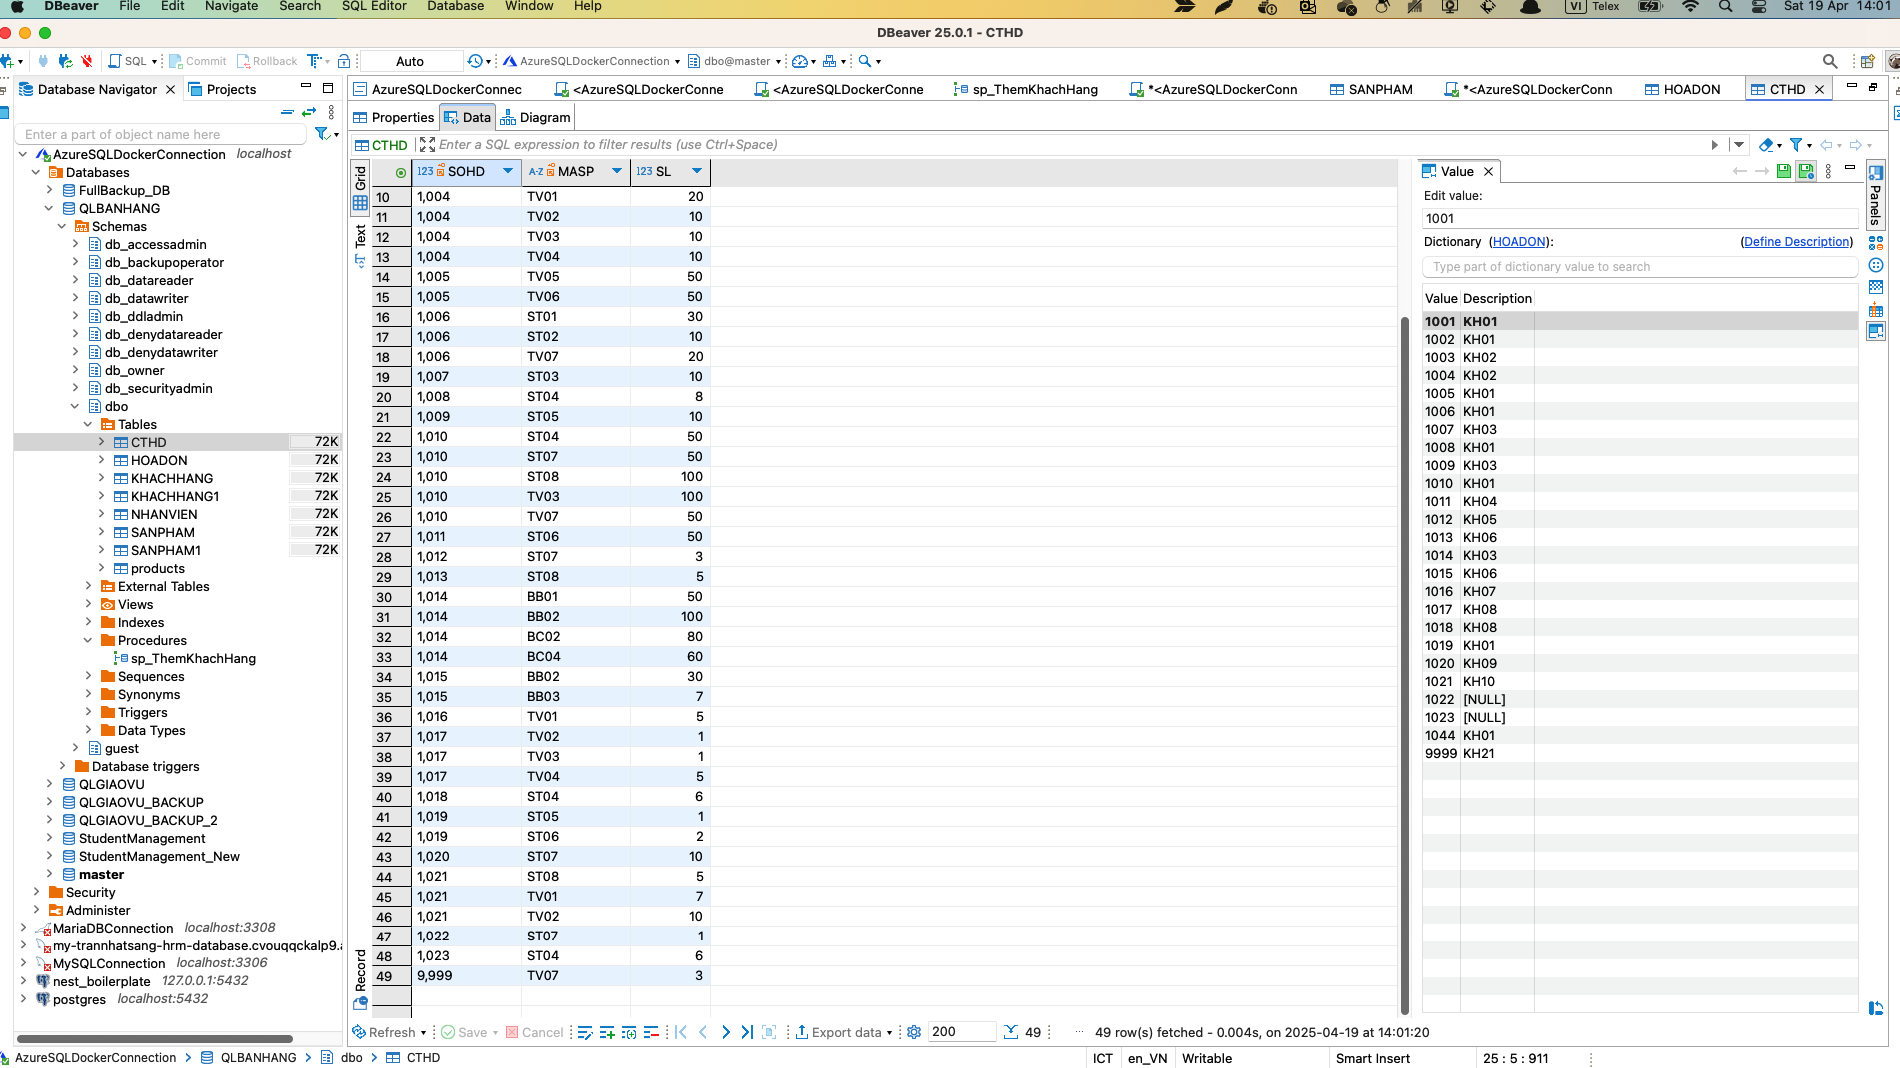 DBeaver File Edit Navigate Search SQL Editor Database Window Help VI Telex Sat 19 Apr 14:01
DBeaver 25.0.1 - CTHD
SQL Commit Rollback Auto AzureSQLDockerConnection dbo@master
Database Navigator Projects
AzureSQLDockerConnec <AzureSQLDockerConne <AzureSQLDockerConne sp_ThemKhachHang *<AzureSQLDockerConn SANPHAM *<AzureSQLDockerConn HOADON CTHD
Properties Data Diagram
Enter a part of object name here
CTHD Enter a SQL expression to filter results (use Ctrl+Space)
AzureSQLDockerConnection localhost
Databases
FullBackup_DB
QLBANHANG
Schemas
db_accessadmin
db_backupoperator
db_datareader
db_datawriter
db_ddladmin
db_denydatareader
db_denydatawriter
db_owner
db_securityadmin
dbo
Tables
CTHD 72K
HOADON 72K
KHACHHANG 72K
KHACHHANG1 72K
NHANVIEN 72K
SANPHAM 72K
SANPHAM1 72K
products
External Tables
Views
Indexes
Procedures
sp_ThemKhachHang
Sequences
Synonyms
Triggers
Data Types
guest
Database triggers
QLGIAOVU
QLGIAOVU_BACKUP
QLGIAOVU_BACKUP_2
StudentManagement
StudentManagement_New
master
Security
Administer
MariaDBConnection localhost:3308
my-trannhatsang-hrm-database.cvouqqckalp9.a
MySQLConnection localhost:3306
nest_boilerplate 127.0.0.1:5432
postgres localhost:5432
Grid
Text
Record
123 SOHD A-Z MASP 123 SL
10 1,004 TV01 20
11 1,004 TV02 10
12 1,004 TV03 10
13 1,004 TV04 10
14 1,005 TV05 50
15 1,005 TV06 50
16 1,006 ST01 30
17 1,006 ST02 10
18 1,006 TV07 20
19 1,007 ST03 10
20 1,008 ST04 8
21 1,009 ST05 10
22 1,010 ST04 50
23 1,010 ST07 50
24 1,010 ST08 100
25 1,010 TV03 100
26 1,010 TV07 50
27 1,011 ST06 50
28 1,012 ST07 3
29 1,013 ST08 5
30 1,014 BB01 50
31 1,014 BB02 100
32 1,014 BC02 80
33 1,014 BC04 60
34 1,015 BB02 30
35 1,015 BB03 7
36 1,016 TV01 5
37 1,017 TV02 1
38 1,017 TV03 1
39 1,017 TV04 5
40 1,018 ST04 6
41 1,019 ST05 1
42 1,019 ST06 2
43 1,020 ST07 10
44 1,021 ST08 5
45 1,021 TV01 7
46 1,021 TV02 10
47 1,022 ST07 1
48 1,023 ST04 6
49 9,999 TV07 3
Value
Edit value:
1001
Dictionary (HOADON): (Define Description)
Type part of dictionary value to search
Value Description
1001 KH01
1002 KH01
1003 KH02
1004 KH02
1005 KH01
1006 KH01
1007 KH03
1008 KH01
1009 KH03
1010 KH01
1011 KH04
1012 KH05
1013 KH06
1014 KH03
1015 KH06
1016 KH07
1017 KH08
1018 KH08
1019 KH01
1020 KH09
1021 KH10
1022 [NULL]
1023 [NULL]
1044 KH01
9999 KH21
Panels
Refresh Save Cancel Export data 200 49 49 row(s) fetched - 0.004s, on 2025-04-19 at 14:01:20
AzureSQLDockerConnection QLBANHANG dbo CTHD ICT en_VN Writable Smart Insert 25 : 5 : 911